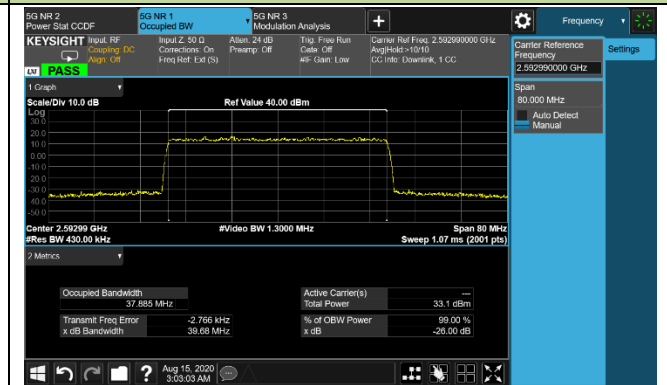 5G NR 2
Power Stat CCDF
5G NR 1
Occupied BW
5G NR 3
Modulation Analysis
Frequency
KEYSIGHT
Input: RF
Coupling: DC
Align: Off
Input Z: 50 Ω
Corrections: On
Freq Ref: Ext (S)
Atten: 24 dB
Preamp: Off
Trig: Free Run
Gate: Off
#IF Gain: Low
Carrier Ref Freq: 2.592990000 GHz
Avg|Hold:>10/10
CC Info: Downlink, 1 CC
LXI
PASS
Carrier Reference
Frequency
2.592990000 GHz
Settings
Span
80.000 MHz
Auto Detect
Manual
1 Graph
Scale/Div 10.0 dB
Ref Value 40.00 dBm
Log
30.0
20.0
10.0
0.00
-10.0
-20.0
-30.0
-40.0
-50.0
Center 2.59299 GHz
#Video BW 1.3000 MHz
Span 80 MHz
#Res BW 430.00 kHz
Sweep 1.07 ms (2001 pts)
2 Metrics
Occupied Bandwidth
37.885 MHz
Active Carrier(s)
---
Total Power
33.1 dBm
Transmit Freq Error
-2.766 kHz
% of OBW Power
99.00 %
x dB Bandwidth
39.68 MHz
x dB
-26.00 dB
?
Aug 15, 2020
3:03:03 AM